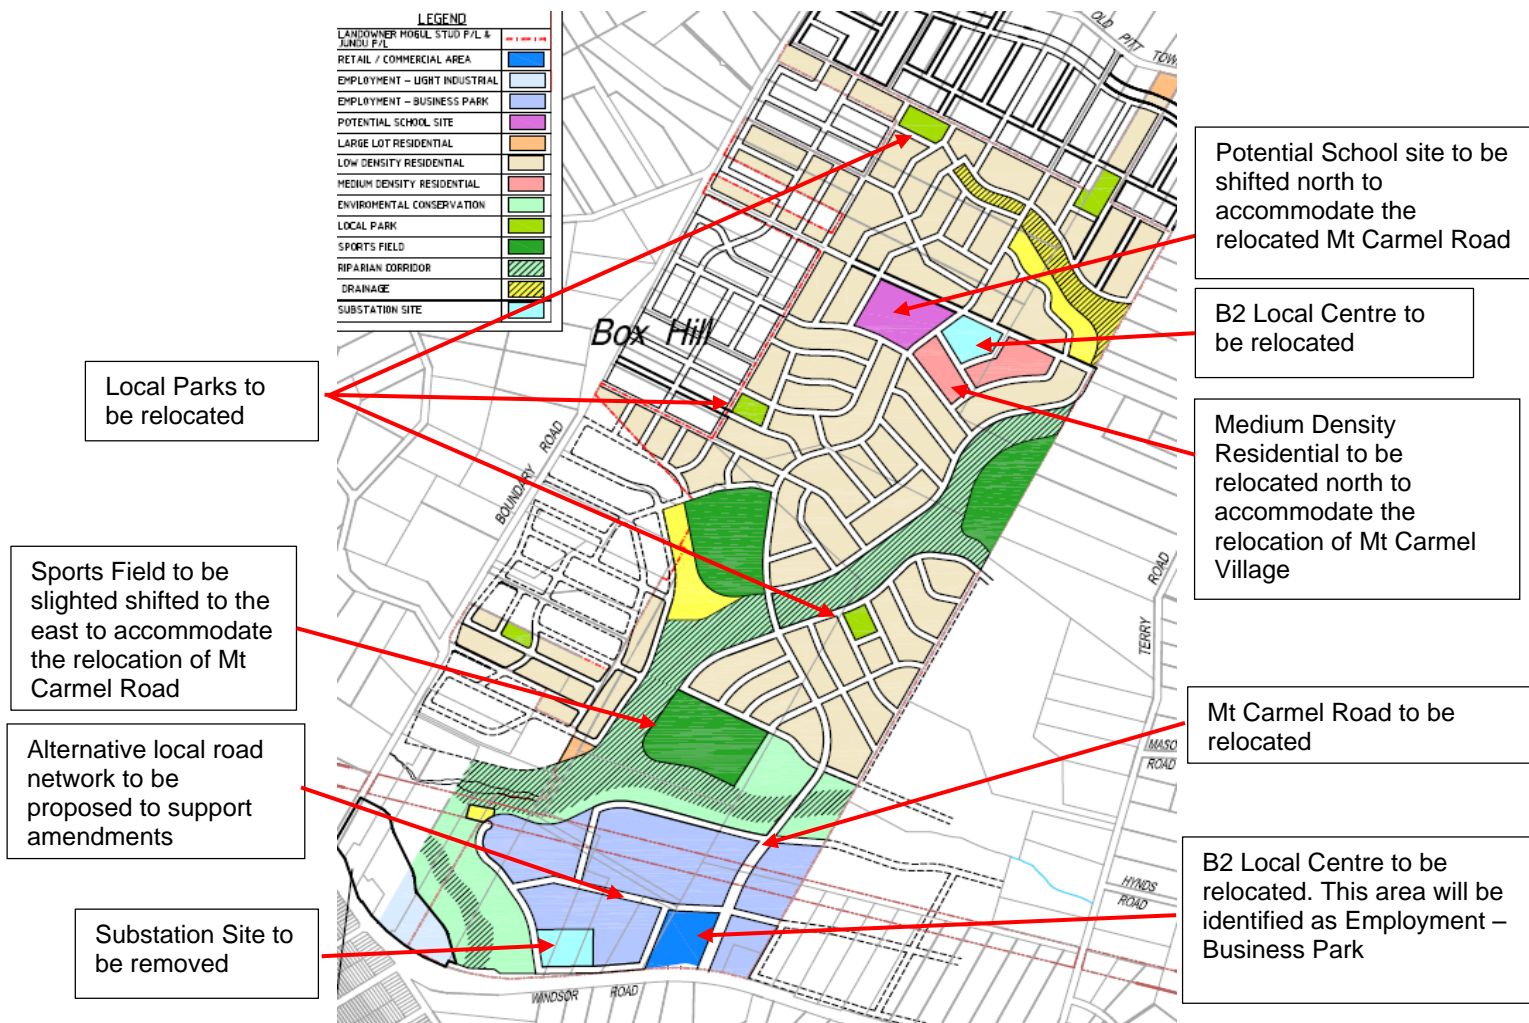 LEGEND
LANDOWNER MOGUL STUD P/L &
JUNDU P/L
RETAIL / COMMERCIAL AREA
EMPLOYMENT – LIGHT INDUSTRIAL
EMPLOYMENT – BUSINESS PARK
POTENTIAL SCHOOL SITE
LARGE LOT RESIDENTIAL
LOW DENSITY RESIDENTIAL
MEDIUM DENSITY RESIDENTIAL
ENVIROMENTAL CONSERVATION
LOCAL PARK
SPORTS FIELD
RIPARIAN CORRIDOR
DRAINAGE
SUBSTATION SITE
OLD PITT TOW
Box Hill
BOUNDARY ROAD
TERRY ROAD
MASO
ROAD
HYNDS
ROAD
WINDSOR ROAD
Local Parks to
be relocated
Sports Field to be
slighted shifted to the
east to accommodate
the relocation of Mt
Carmel Road
Alternative local road
network to be
proposed to support
amendments
Substation Site to
be removed
Potential School site to be
shifted north to
accommodate the
relocated Mt Carmel Road
B2 Local Centre to
be relocated
Medium Density
Residential to be
relocated north to
accommodate the
relocation of Mt Carmel
Village
Mt Carmel Road to be
relocated
B2 Local Centre to be
relocated. This area will be
identified as Employment –
Business Park